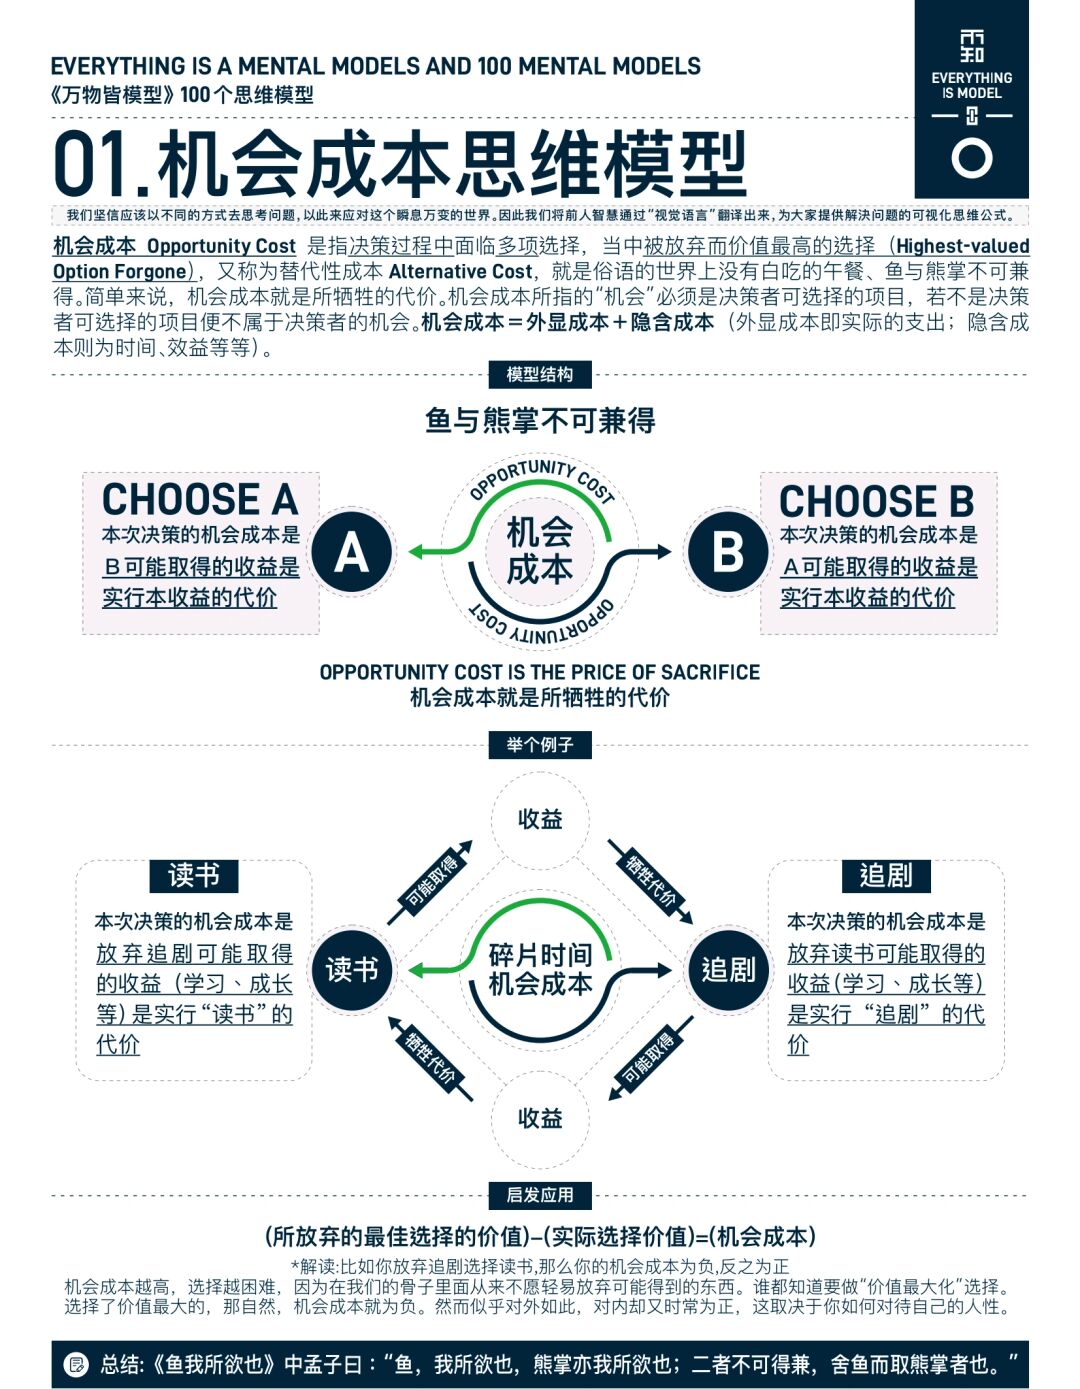 而知
EVERYTHING
IS MODEL
EVERYTHING IS A MENTAL MODELS AND 100 MENTAL MODELS
《万物皆模型》100个思维模型
01.机会成本思维模型
我们坚信应该以不同的方式去思考问题,以此来应对这个瞬息万变的世界。因此我们将前人智慧通过“视觉语言”翻译出来,为大家提供解决问题的可视化思维公式。
机会成本 Opportunity Cost 是指决策过程中面临多项选择，当中被放弃而价值最高的选择（Highest-valued
Option Forgone），又称为替代性成本 Alternative Cost，就是俗语的世界上没有白吃的午餐、鱼与熊掌不可兼
得。简单来说，机会成本就是所牺牲的代价。机会成本所指的“机会”必须是决策者可选择的项目，若不是决策
者可选择的项目便不属于决策者的机会。机会成本＝外显成本＋隐含成本（外显成本即实际的支出；隐含成
本则为时间、效益等等）。
模型结构
鱼与熊掌不可兼得
CHOOSE A
本次决策的机会成本是
B可能取得的收益是
实行本收益的代价
A
OPPORTUNITY COST
机会
成本
OPPORTUNITY COST
B
CHOOSE B
本次决策的机会成本是
A可能取得的收益是
实行本收益的代价
OPPORTUNITY COST IS THE PRICE OF SACRIFICE
机会成本就是所牺牲的代价
举个例子
收益
可能取得
牺牲代价
读书
本次决策的机会成本是
放弃追剧可能取得
的收益（学习、成长
等）是实行“读书”的
代价
读书
碎片时间
机会成本
追剧
追剧
本次决策的机会成本是
放弃读书可能取得的
收益(学习、成长等)
是实行“追剧”的代
价
牺牲代价
可能取得
收益
启发应用
(所放弃的最佳选择的价值)–(实际选择价值)=(机会成本)
*解读:比如你放弃追剧选择读书,那么你的机会成本为负,反之为正
机会成本越高，选择越困难，因为在我们的骨子里面从来不愿轻易放弃可能得到的东西。谁都知道要做“价值最大化”选择。
选择了价值最大的，那自然，机会成本就为负。然而似乎对外如此，对内却又时常为正，这取决于你如何对待自己的人性。
总结:《鱼我所欲也》中孟子曰：“鱼，我所欲也，熊掌亦我所欲也；二者不可得兼，舍鱼而取熊掌者也。”